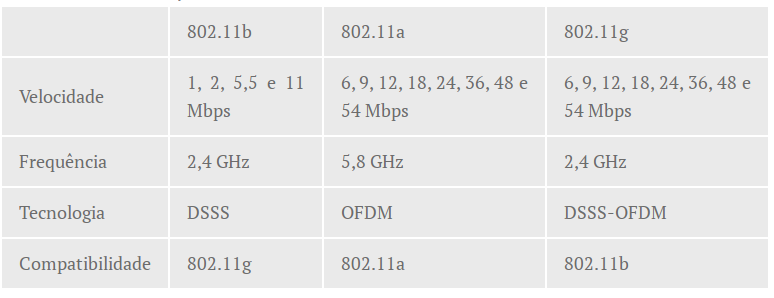 802.11b 802.11a 802.11g
Velocidade 1, 2, 5,5 e 11 Mbps 6, 9, 12, 18, 24, 36, 48 e 54 Mbps 6, 9, 12, 18, 24, 36, 48 e 54 Mbps
Frequência 2,4 GHz 5,8 GHz 2,4 GHz
Tecnologia DSSS OFDM DSSS-OFDM
Compatibilidade 802.11g 802.11a 802.11b